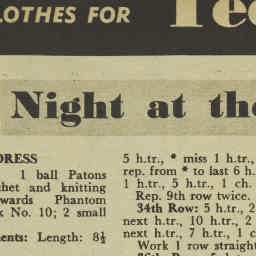 LOTHES FOR
Night at the
DRESS
1 ball Patons
chet and knitting
wards Phantom
k No. 10; 2 small
ents: Length: 8½
5 h.tr., * miss 1 h.tr.,
rep. from * to last 6 h.
1 h.tr., 5 h.tr., 1 ch.
Rep. 9th row twice.
34th Row: 5 h.tr., 2
next h.tr., 10 h.tr., 2
next h.tr., 7 h.tr., 1 c
Work 1 row straight